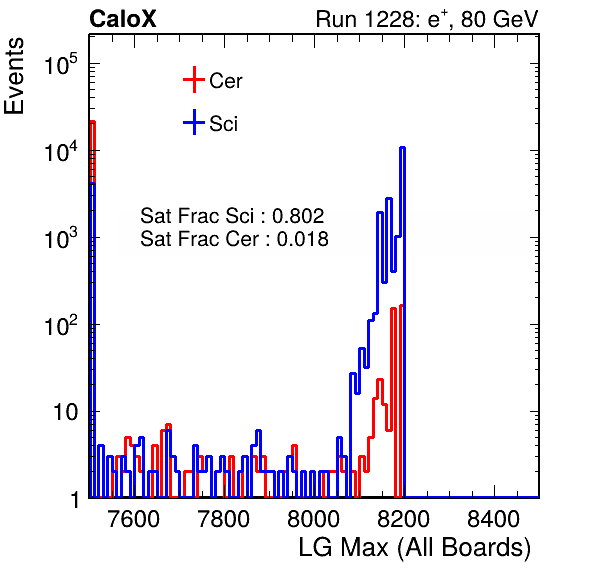 CaloX
Run 1228: e⁺, 80 GeV
Events
10⁵
10⁴
10³
10²
10
1
Cer
Sci
Sat Frac Sci : 0.802
Sat Frac Cer : 0.018
7600 7800 8000 8200 8400
LG Max (All Boards)